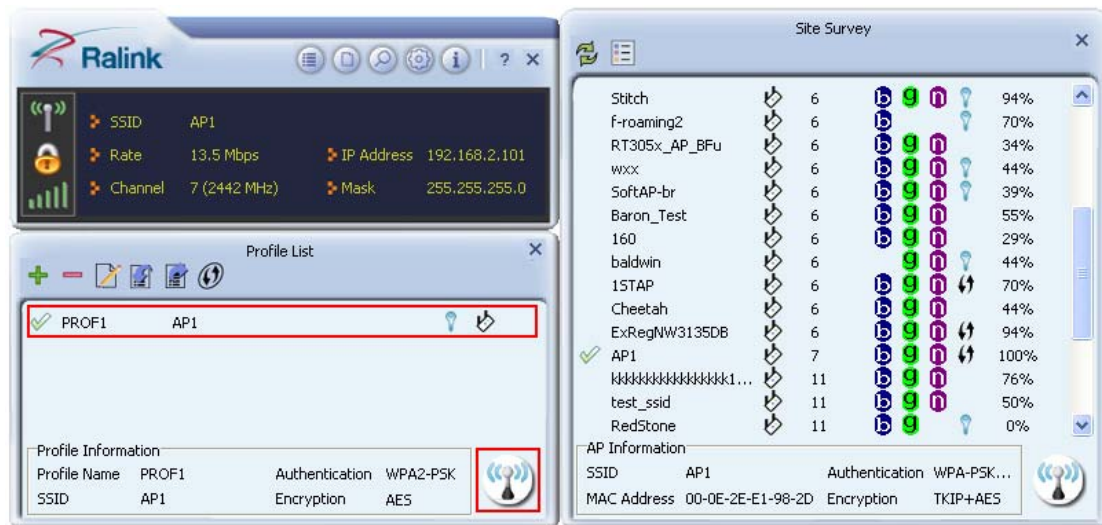 Ralink
? ×
SSID AP1
Rate 13.5 Mbps IP Address 192.168.2.101
Channel 7 (2442 MHz) Mask 255.255.255.0
Profile List
PROF1 AP1
Profile Information
Profile Name PROF1 Authentication WPA2-PSK
SSID AP1 Encryption AES
Site Survey
Stitch 6 b g n 94%
f-roaming2 6 b 70%
RT305x_AP_BFu 6 b g n 34%
wxx 6 b g n 44%
SoftAP-br 6 b g n 39%
Baron_Test 6 b g n 55%
160 6 b g n 29%
baldwin 6 g n 44%
1STAP 6 b g n 70%
Cheetah 6 b g n 44%
ExRegNW3135DB 6 b g n 94%
AP1 7 b g n 100%
11 b g n 76%
test_ssid 11 b g n 50%
RedStone 11 b g 0%
AP Information
SSID AP1 Authentication WPA-PSK...
MAC Address 00-0E-2E-E1-98-2D Encryption TKIP+AES